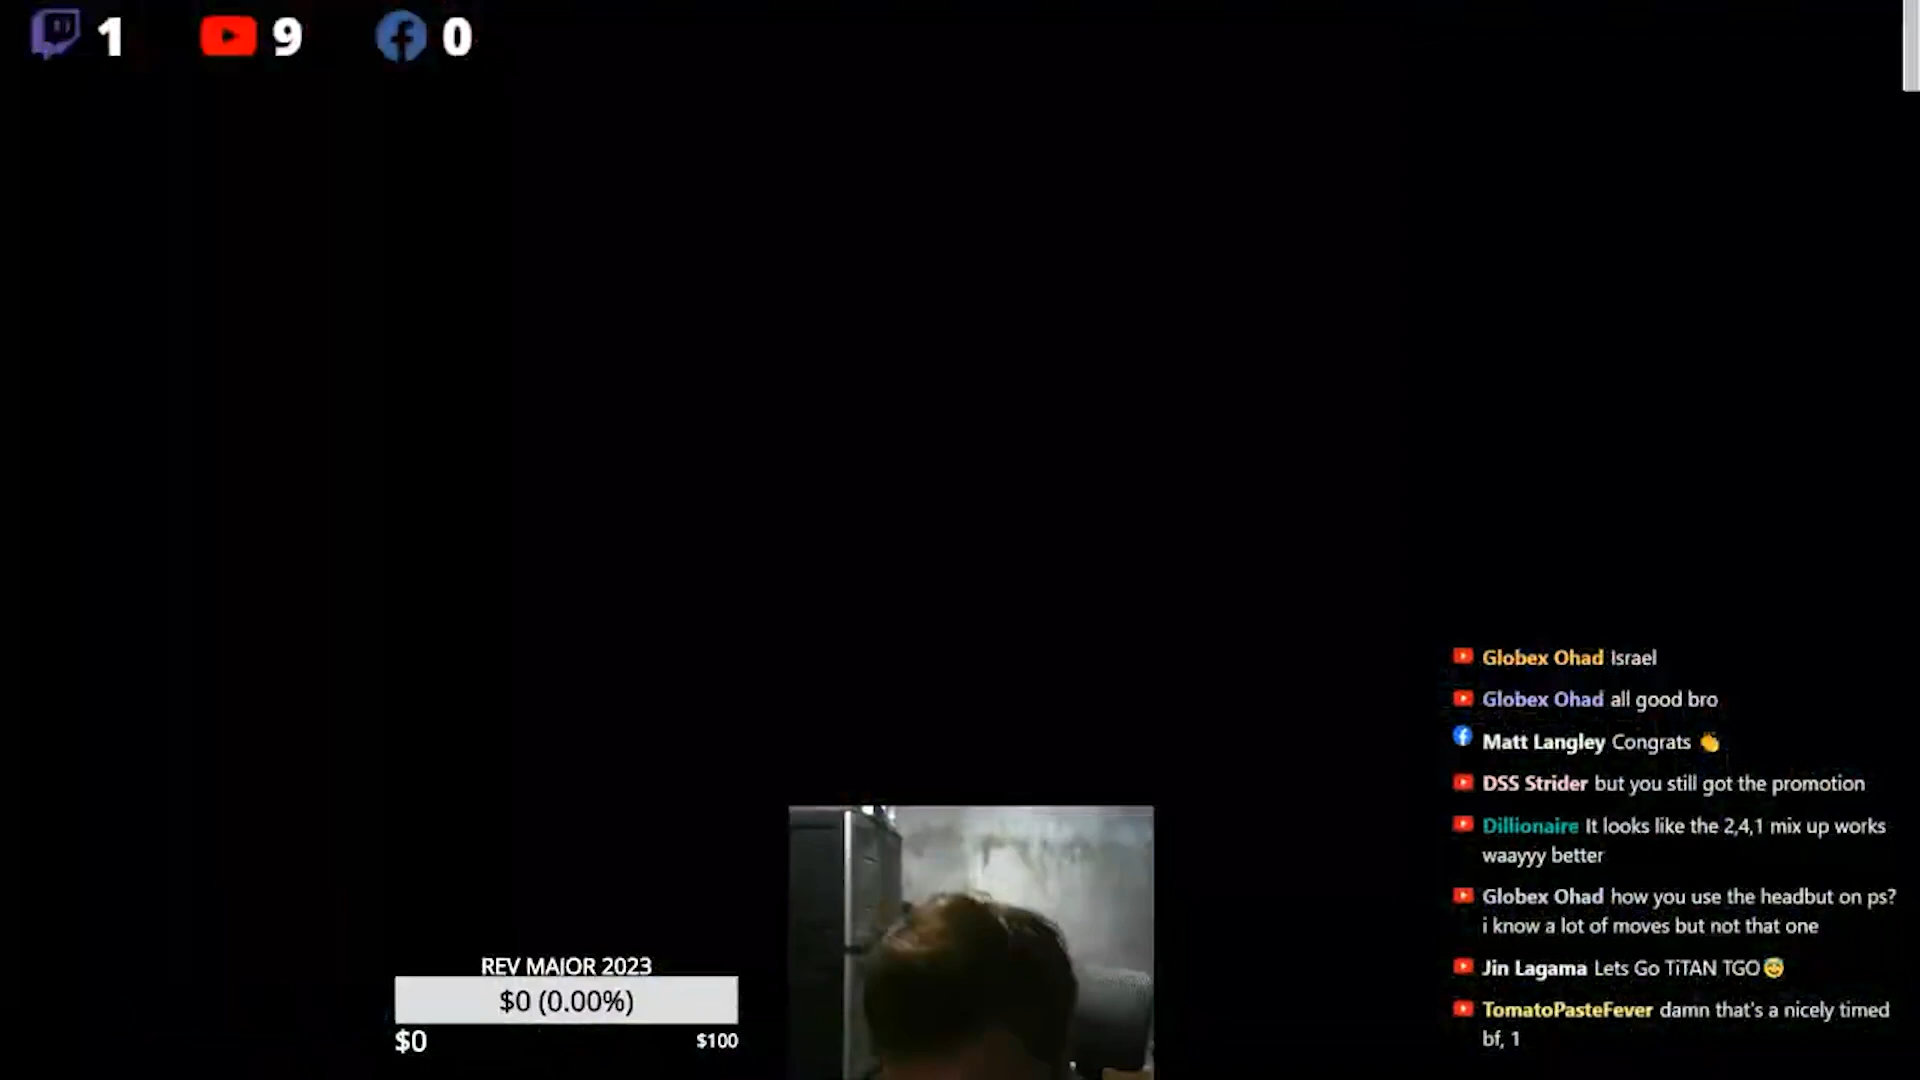 1 9 0
Globex Ohad Israel
Globex Ohad all good bro
Matt Langley Congrats 👏
DSS Strider but you still got the promotion
Dillionaire It looks like the 2,4,1 mix up works
waayyy better
Globex Ohad how you use the headbut on ps?
i know a lot of moves but not that one
Jin Lagama Lets Go TiTAN TGO😇
TomatoPasteFever damn that's a nicely timed
bf, 1
REV MAJOR 2023
$0 (0.00%)
$0 $100